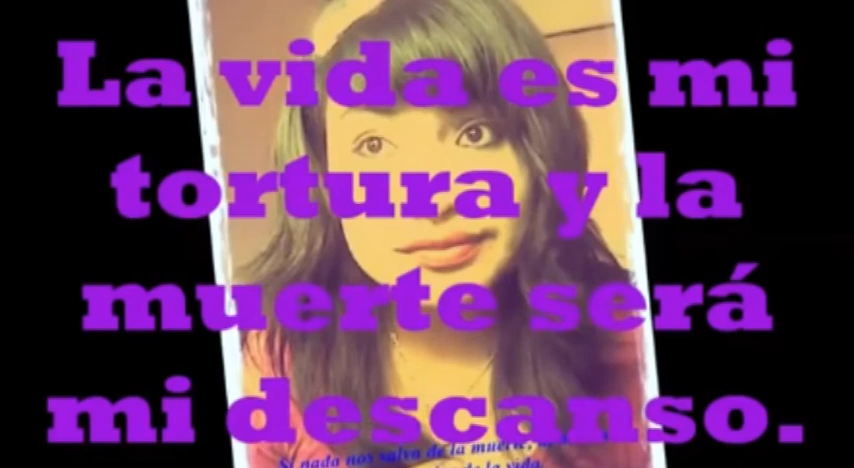 La vida es mi
tortura y la
muerte será
mi descanso.
Si nada nos salva de la muerte,
de la vida.